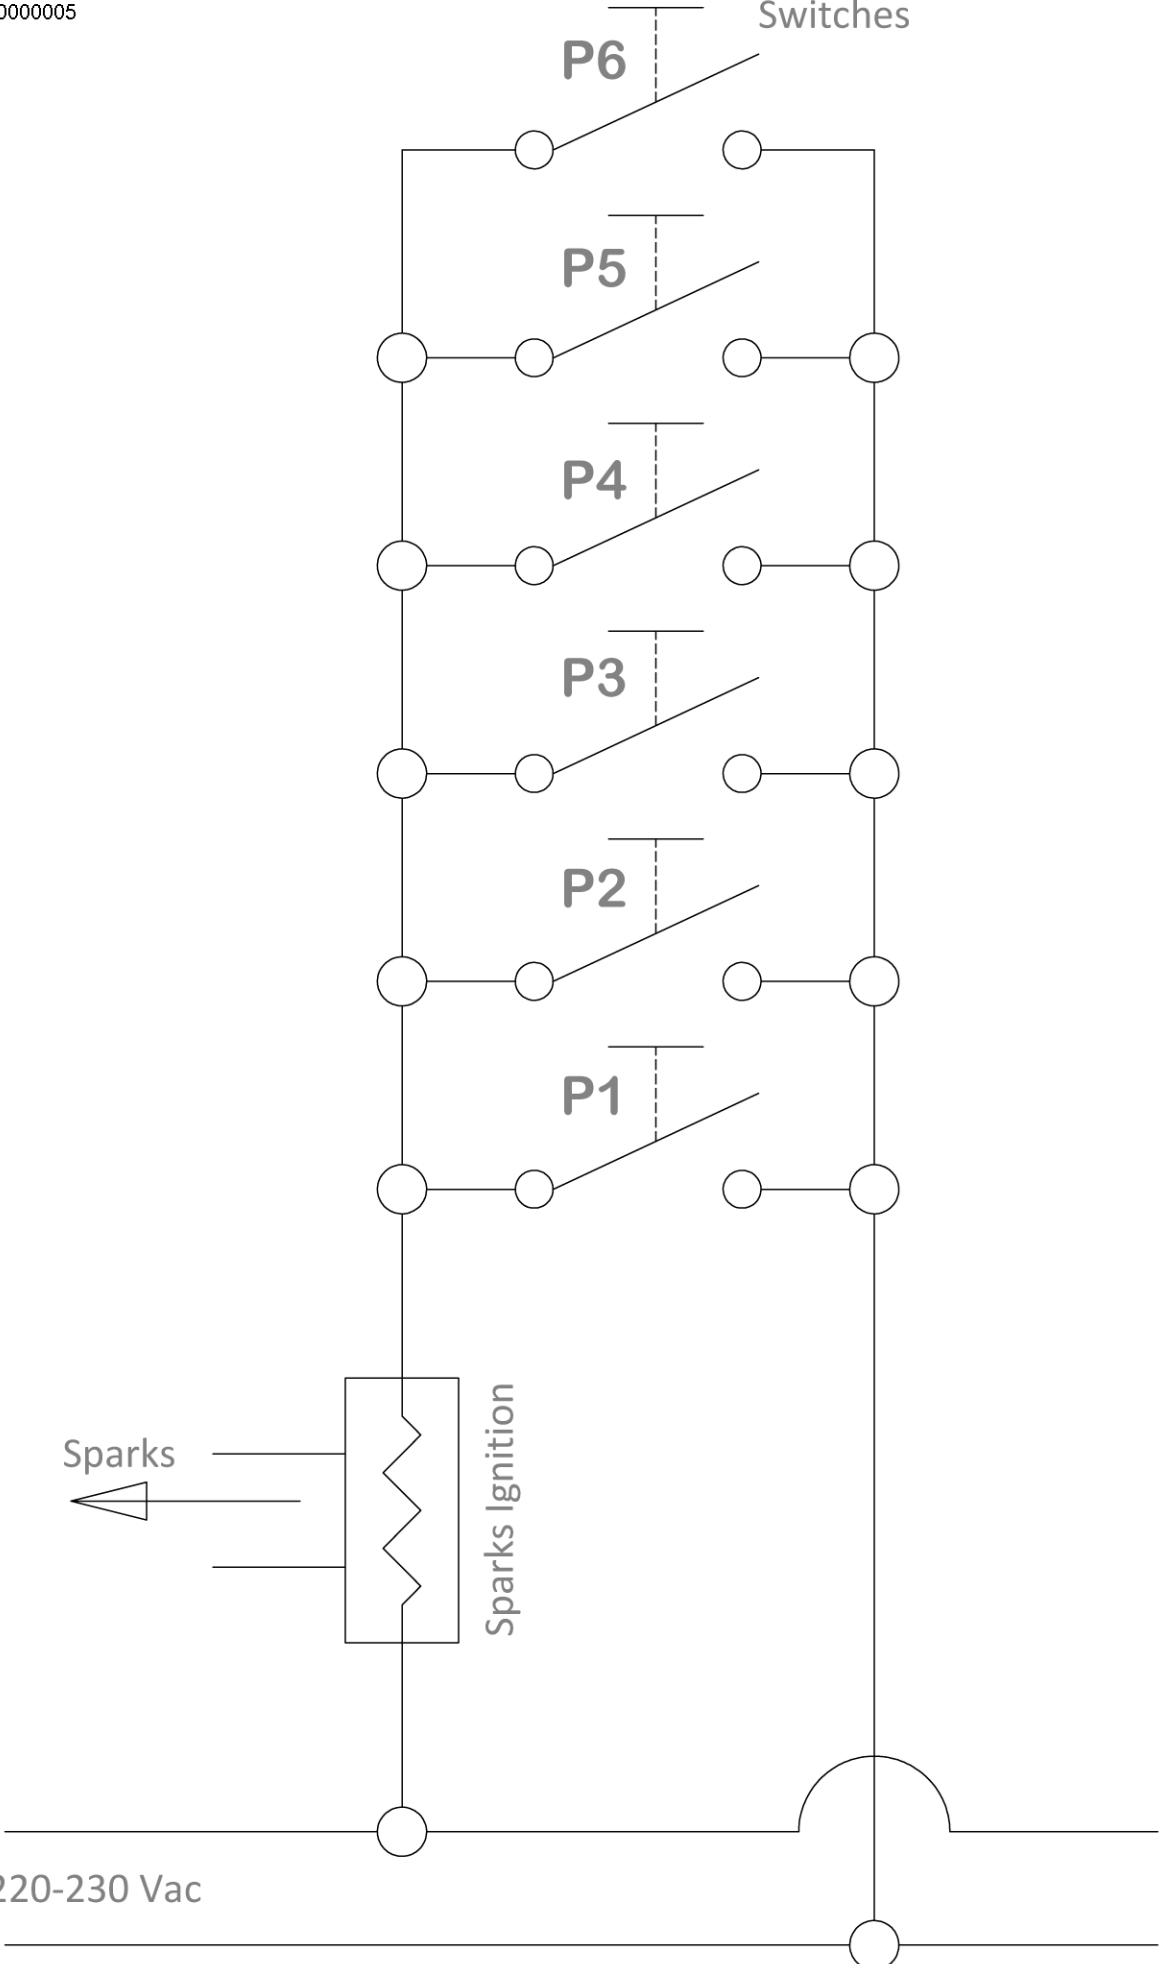 0000005
Switches
P6
P5
P4
P3
P2
P1
Sparks
Sparks Ignition
220-230 Vac